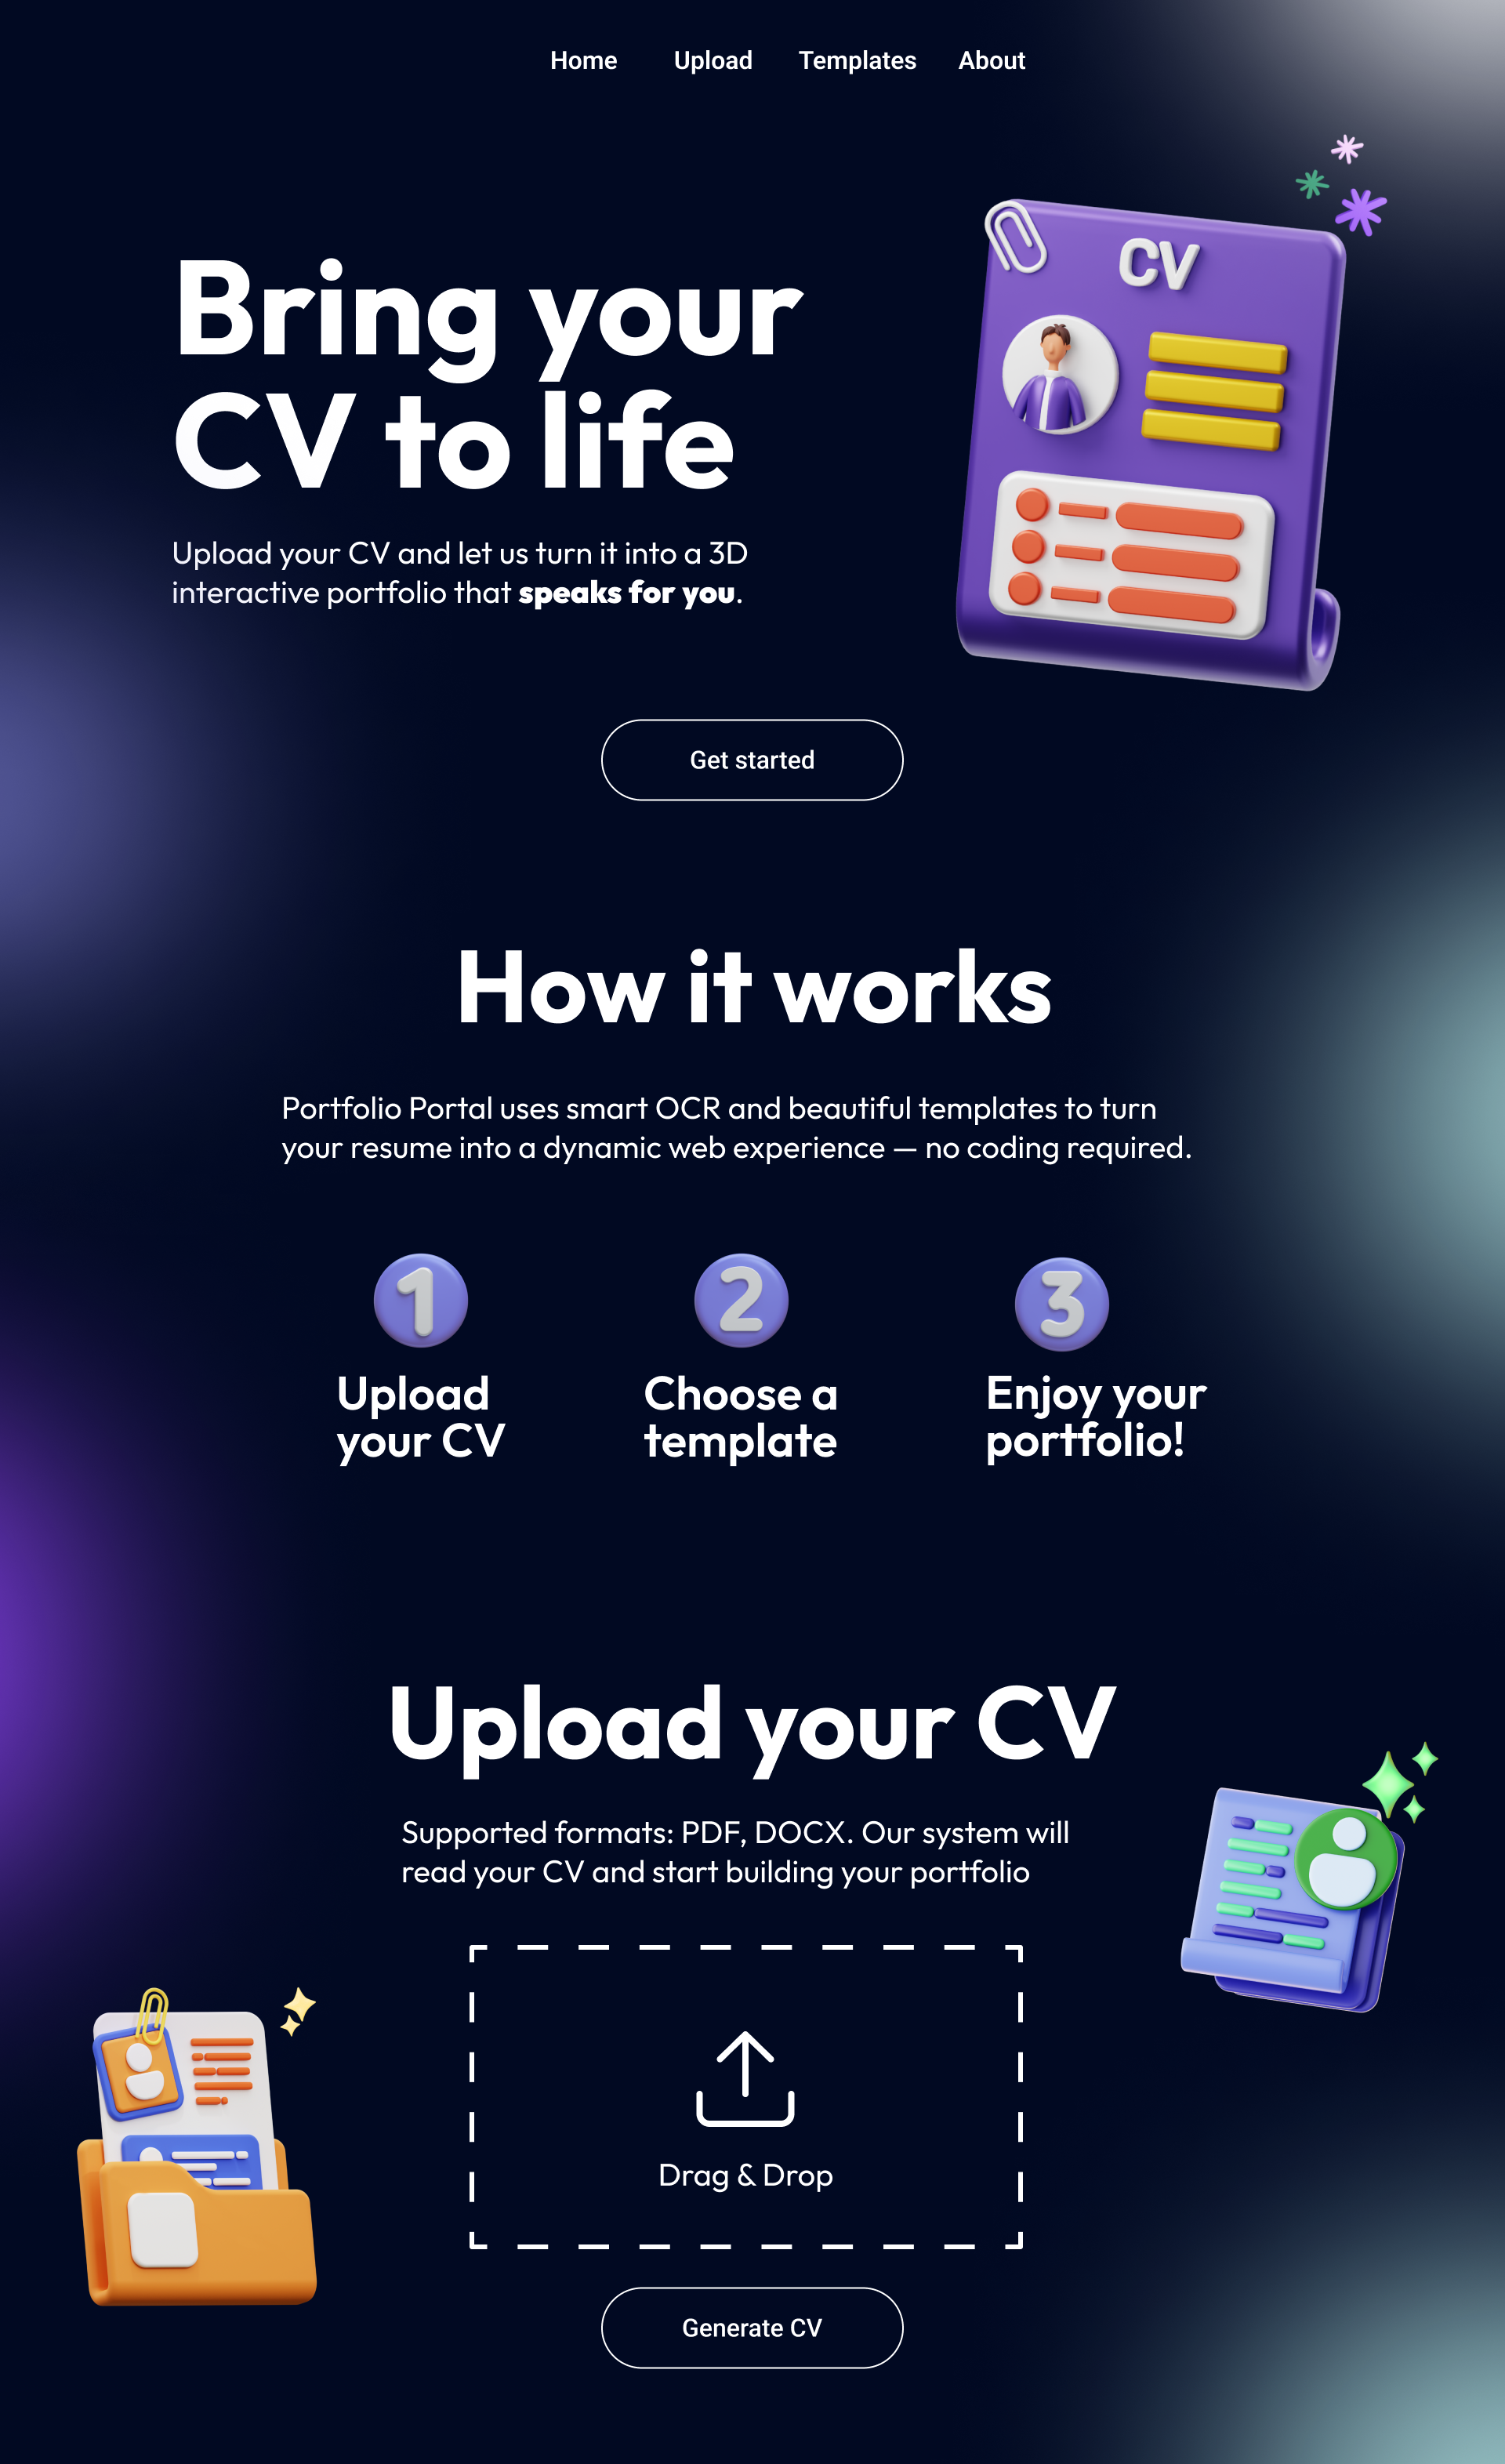 Home Upload Templates About
CV
Bring your
CV to life
Upload your CV and let us turn it into a 3D
interactive portfolio that speaks for you.
Get started
How it works
Portfolio Portal uses smart OCR and beautiful templates to turn
your resume into a dynamic web experience — no coding required.
1 2 3
Upload
your CV
Choose a
template
Enjoy your
portfolio!
Upload your CV
Supported formats: PDF, DOCX. Our system will
read your CV and start building your portfolio
Drag & Drop
Generate CV